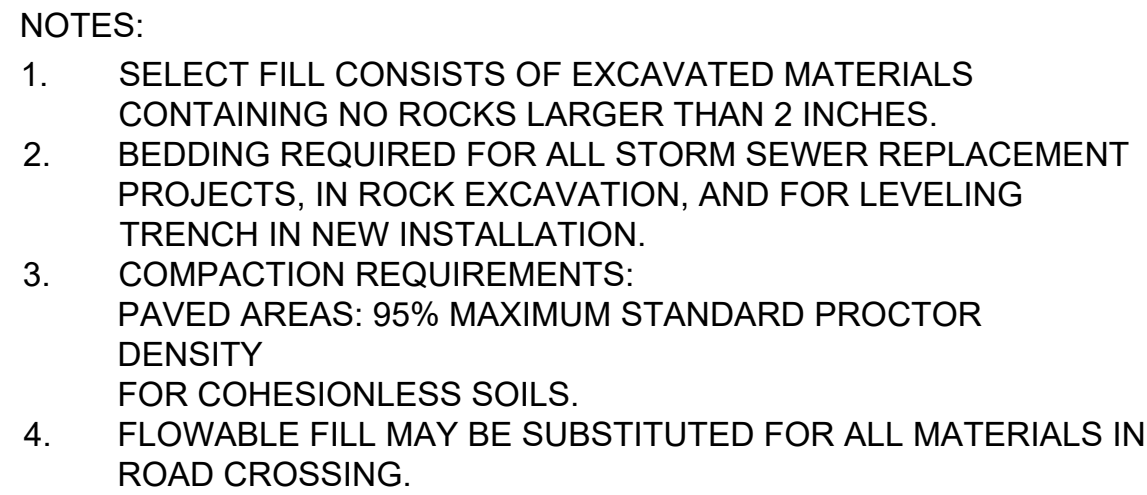 NOTES:
1. SELECT FILL CONSISTS OF EXCAVATED MATERIALS
CONTAINING NO ROCKS LARGER THAN 2 INCHES.
2. BEDDING REQUIRED FOR ALL STORM SEWER REPLACEMENT
PROJECTS, IN ROCK EXCAVATION, AND FOR LEVELING
TRENCH IN NEW INSTALLATION.
3. COMPACTION REQUIREMENTS:
PAVED AREAS: 95% MAXIMUM STANDARD PROCTOR
DENSITY
FOR COHESIONLESS SOILS.
4. FLOWABLE FILL MAY BE SUBSTITUTED FOR ALL MATERIALS IN
ROAD CROSSING.